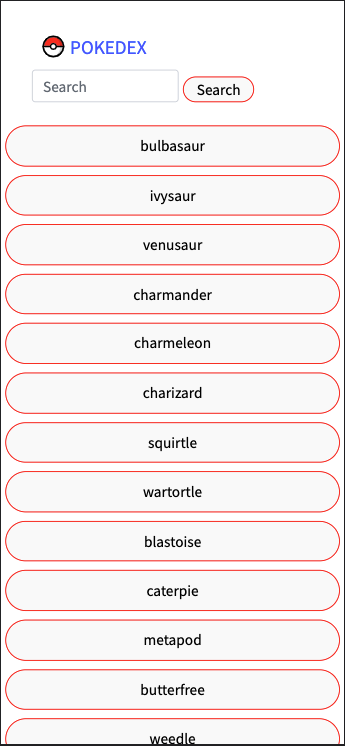 POKEDEX
Search Search
bulbasaur
ivysaur
venusaur
charmander
charmeleon
charizard
squirtle
wartortle
blastoise
caterpie
metapod
butterfree
weedle